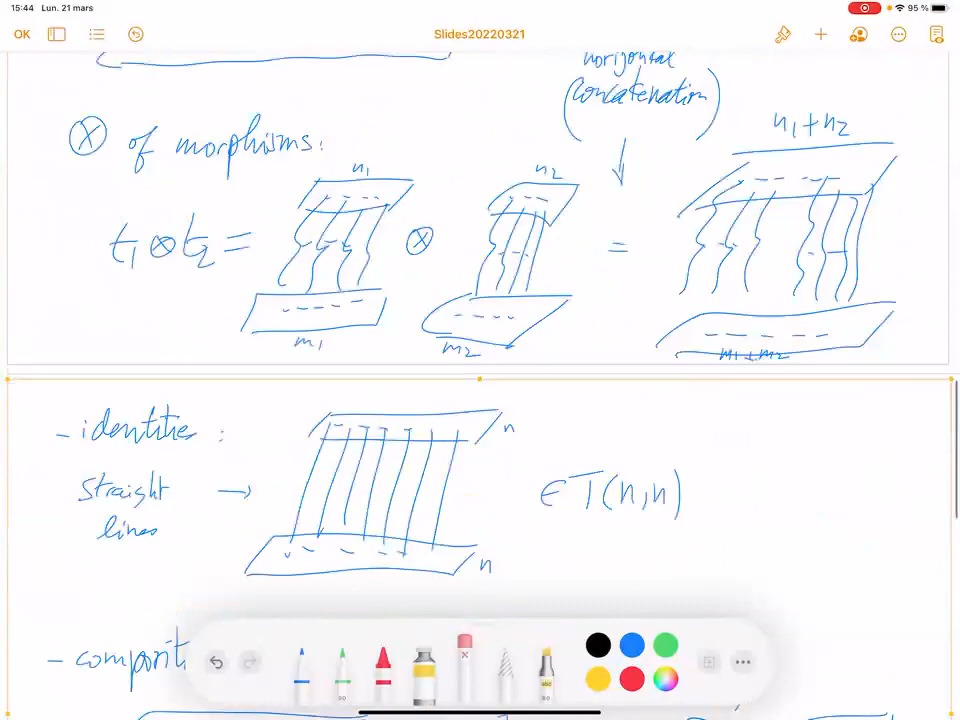 15:44 Lun. 21 mars
95 %
OK
Slides20220321
horizontal
(concatenation)
⊗ of morphisms:
n1 + n2
n1
n2
t1 ⊗ t2 = ⊗ =
m1
m2
m1 + m2
- identities :
n
straight → ∈ T(n,n)
lines
n
- composit